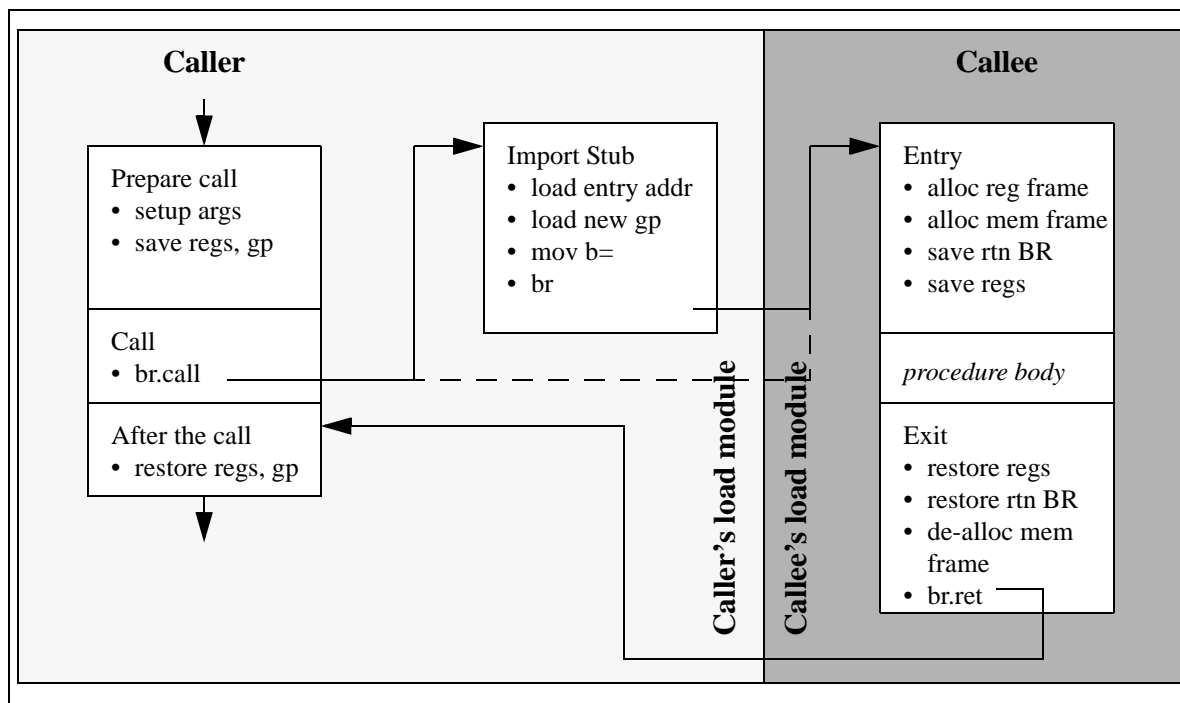 Caller
Callee
Prepare call
• setup args
• save regs, gp
Call
• br.call
After the call
• restore regs, gp
Import Stub
• load entry addr
• load new gp
• mov b=
• br
Caller’s load module
Callee’s load module
Entry
• alloc reg frame
• alloc mem frame
• save rtn BR
• save regs
procedure body
Exit
• restore regs
• restore rtn BR
• de-alloc mem
frame
• br.ret